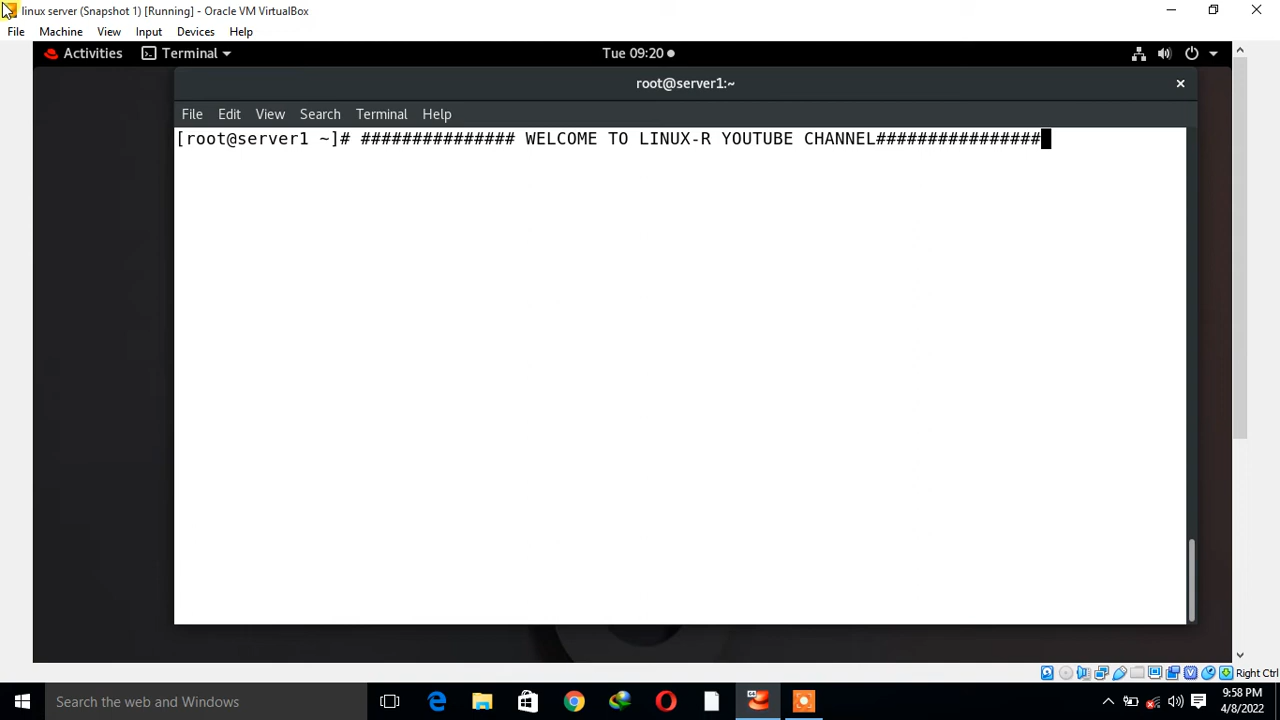 linux server (Snapshot 1) [Running] - Oracle VM VirtualBox
File Machine View Input Devices Help
Activities Terminal Tue 09:20
root@server1:~
File Edit View Search Terminal Help
[root@server1 ~]# ############### WELCOME TO LINUX-R YOUTUBE CHANNEL################
Right Ctrl
Search the web and Windows
9:58 PM
4/8/2022